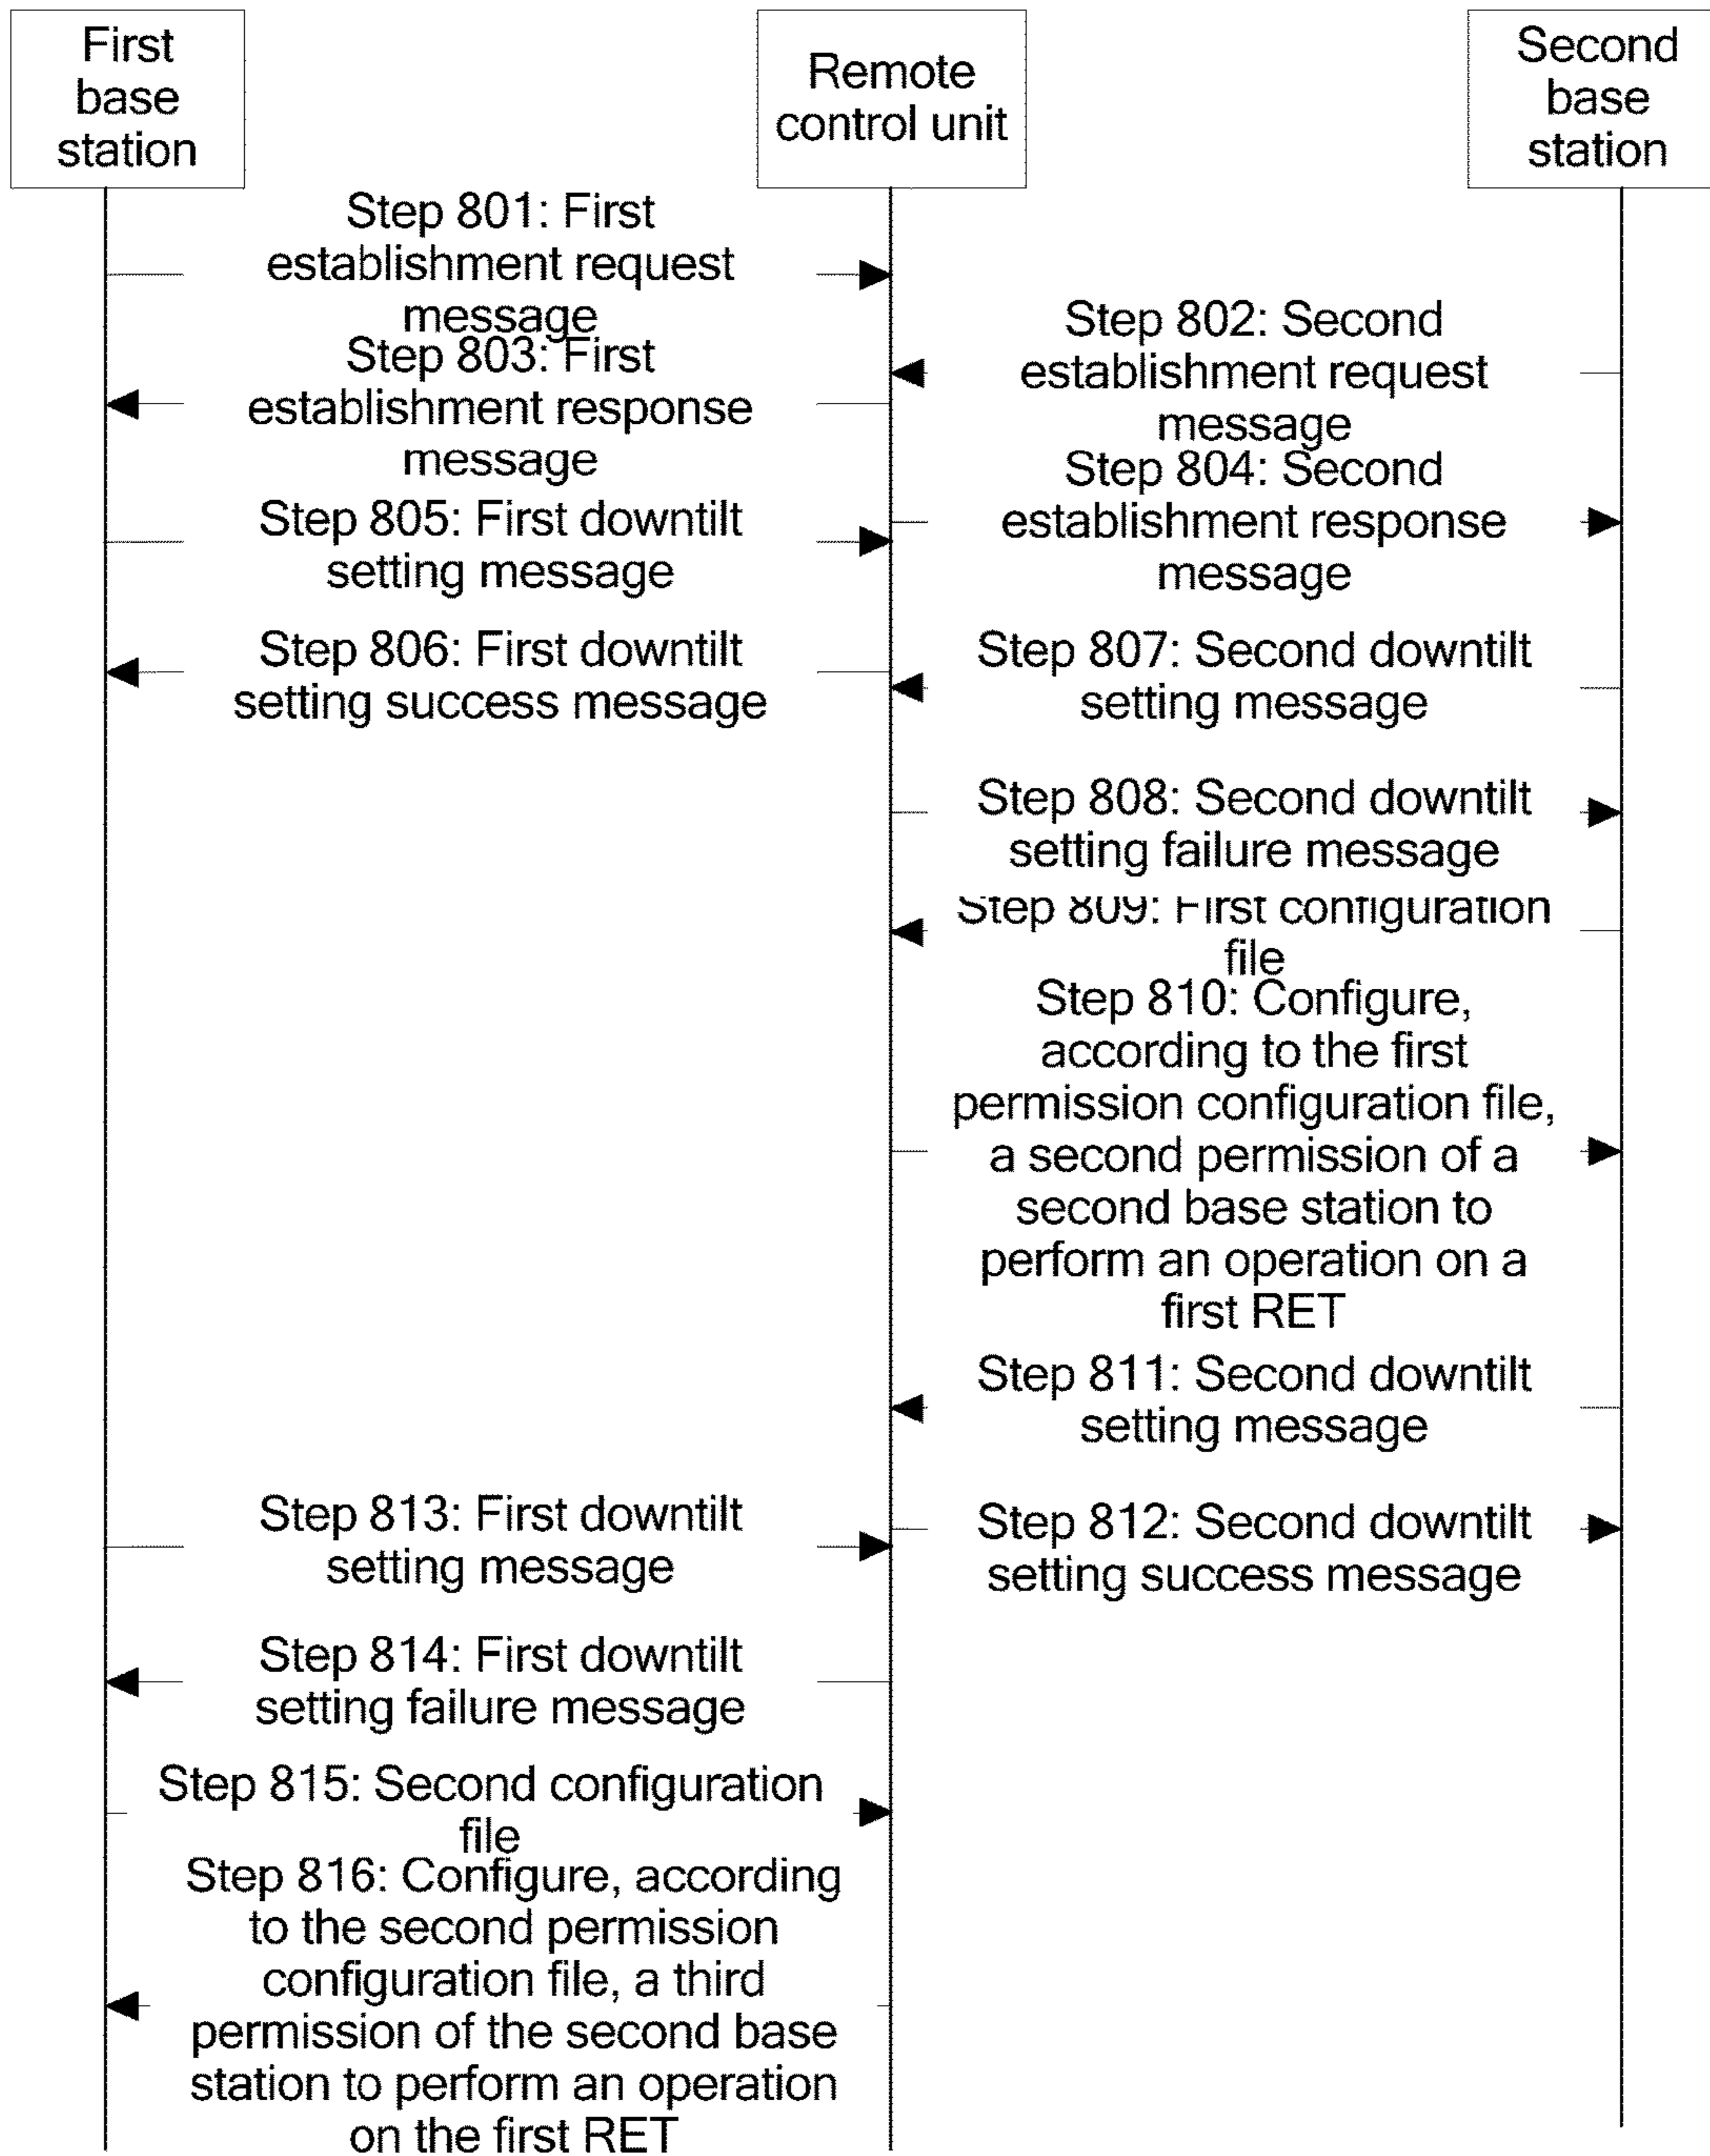 First
base
station
Remote
control unit
Second
base
station
Step 801: First
establishment request
message
Step 802: Second
establishment request
message
Step 803: First
establishment response
message
Step 804: Second
establishment response
message
Step 805: First downtilt
setting message
Step 806: First downtilt
setting success message
Step 807: Second downtilt
setting message
Step 808: Second downtilt
setting failure message
Step 809: First configuration
file
Step 810: Configure,
according to the first
permission configuration file,
a second permission of a
second base station to
perform an operation on a
first RET
Step 811: Second downtilt
setting message
Step 812: Second downtilt
setting success message
Step 813: First downtilt
setting message
Step 814: First downtilt
setting failure message
Step 815: Second configuration
file
Step 816: Configure, according
to the second permission
configuration file, a third
permission of the second base
station to perform an operation
on the first RET